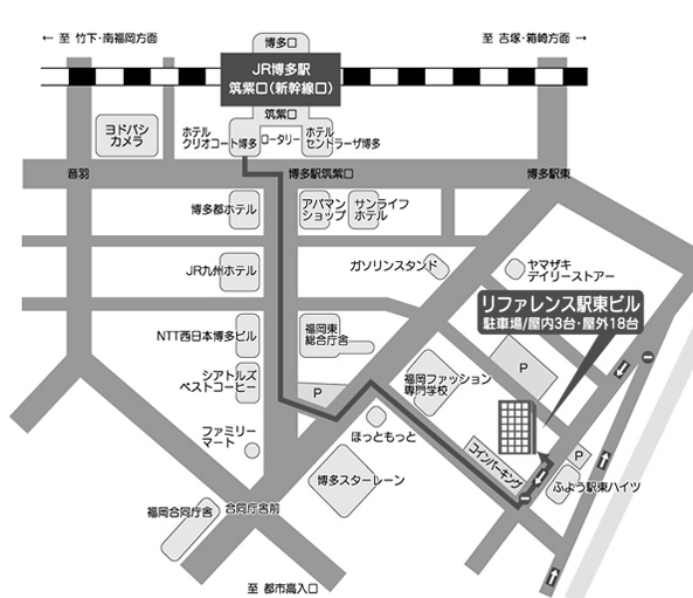 ← 至 竹下・南福岡方面
博多口
至 吉塚・箱崎方面 →
JR博多駅
筑紫口(新幹線口)
筑紫口
ヨドバシ
カメラ
ホテル
クリオコート博多
ロータリー
ホテル
セントラーザ博多
音羽
博多駅筑紫口
博多駅東
博多都ホテル
アパマン
ショップ
サンライフ
ホテル
JR九州ホテル
ガソリンスタンド
ヤマザキ
デイリーストアー
リファレンス駅東ビル
駐車場/屋内3台・屋外18台
NTT西日本博多ビル
福岡東
総合庁舎
シアトルズ
ベストコーヒー
P
福岡ファッション
専門学校
P
ファミリー
マート
ほっともっと
コインパーキング
P
博多スターレーン
ふよう駅東ハイツ
福岡合同庁舎
合同庁舎前
至 都市高入口